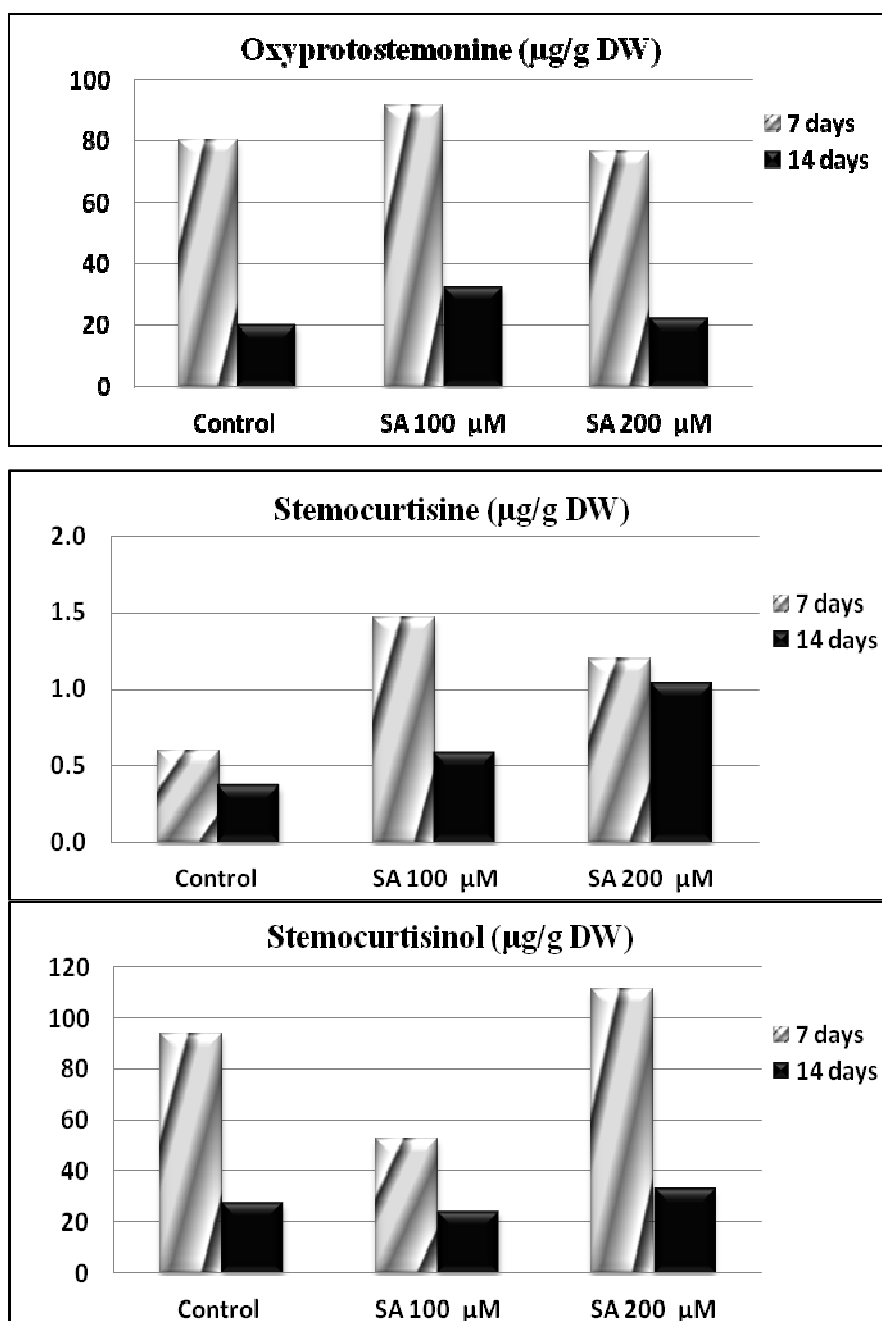 Oxyprotostemonine (µg/g DW)
100
80
60
40
20
0
Control SA 100 µM SA 200 µM
7 days
14 days
Stemocurtisine (µg/g DW)
2.0
1.5
1.0
0.5
0.0
Control SA 100 µM SA 200 µM
7 days
14 days
Stemocurtisinol (µg/g DW)
120
100
80
60
40
20
0
Control SA 100 µM SA 200 µM
7 days
14 days